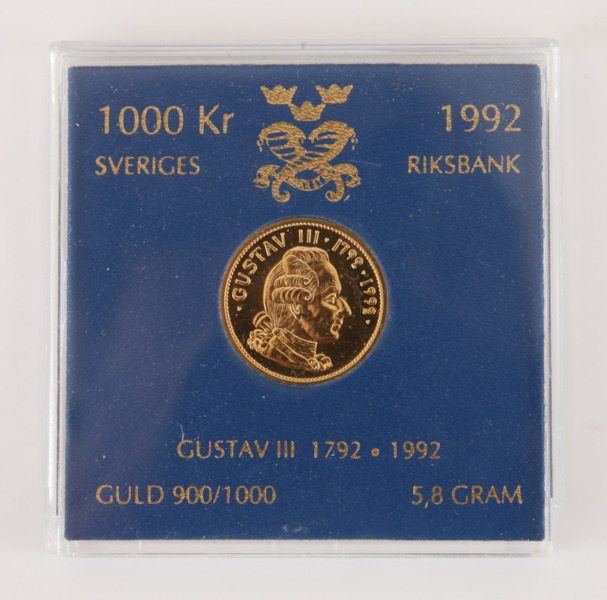 1000 Kr 1992
SVERIGES RIKSBANK
GUSTAV III · 1792 · 1992 ·
GUSTAV III 1792 • 1992
GULD 900/1000 5,8 GRAM